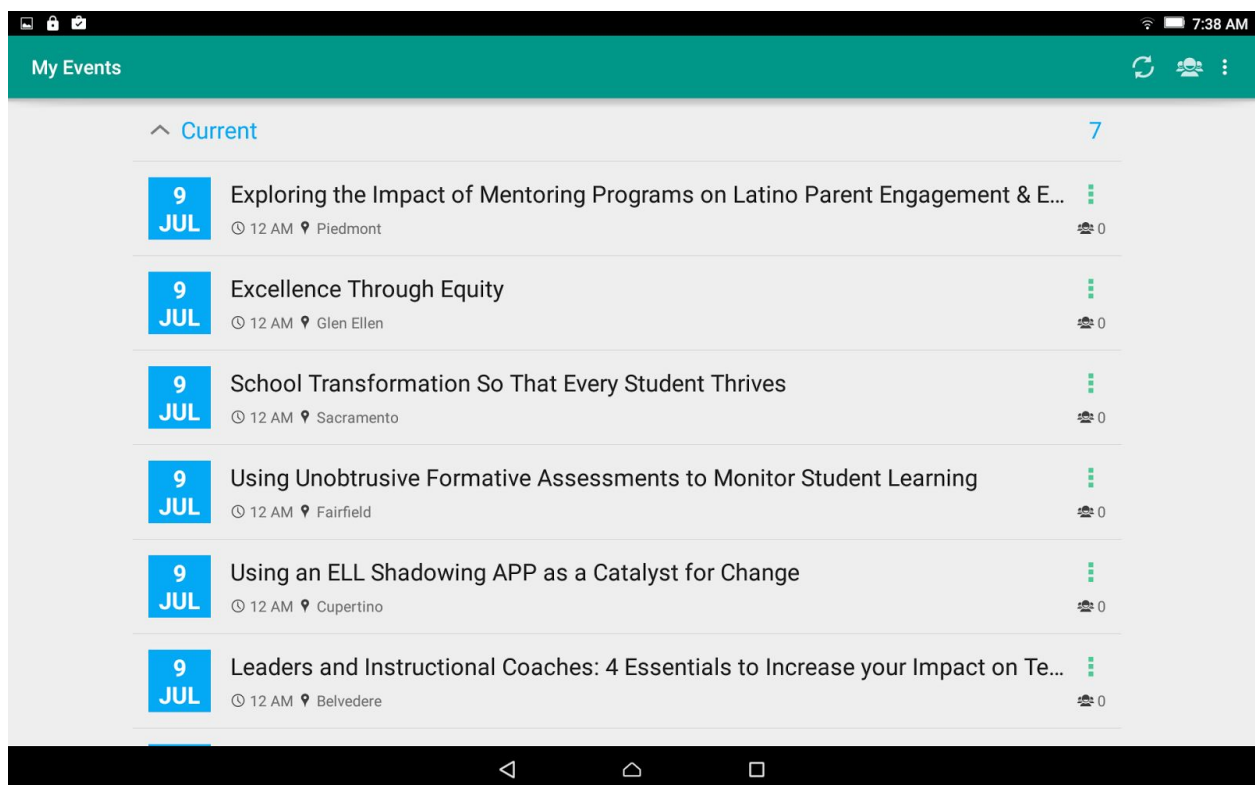 7:38 AM
My Events
Current 7
9 JUL
Exploring the Impact of Mentoring Programs on Latino Parent Engagement & E...
12 AM Piedmont 0
9 JUL
Excellence Through Equity
12 AM Glen Ellen 0
9 JUL
School Transformation So That Every Student Thrives
12 AM Sacramento 0
9 JUL
Using Unobtrusive Formative Assessments to Monitor Student Learning
12 AM Fairfield 0
9 JUL
Using an ELL Shadowing APP as a Catalyst for Change
12 AM Cupertino 0
9 JUL
Leaders and Instructional Coaches: 4 Essentials to Increase your Impact on Te...
12 AM Belvedere 0